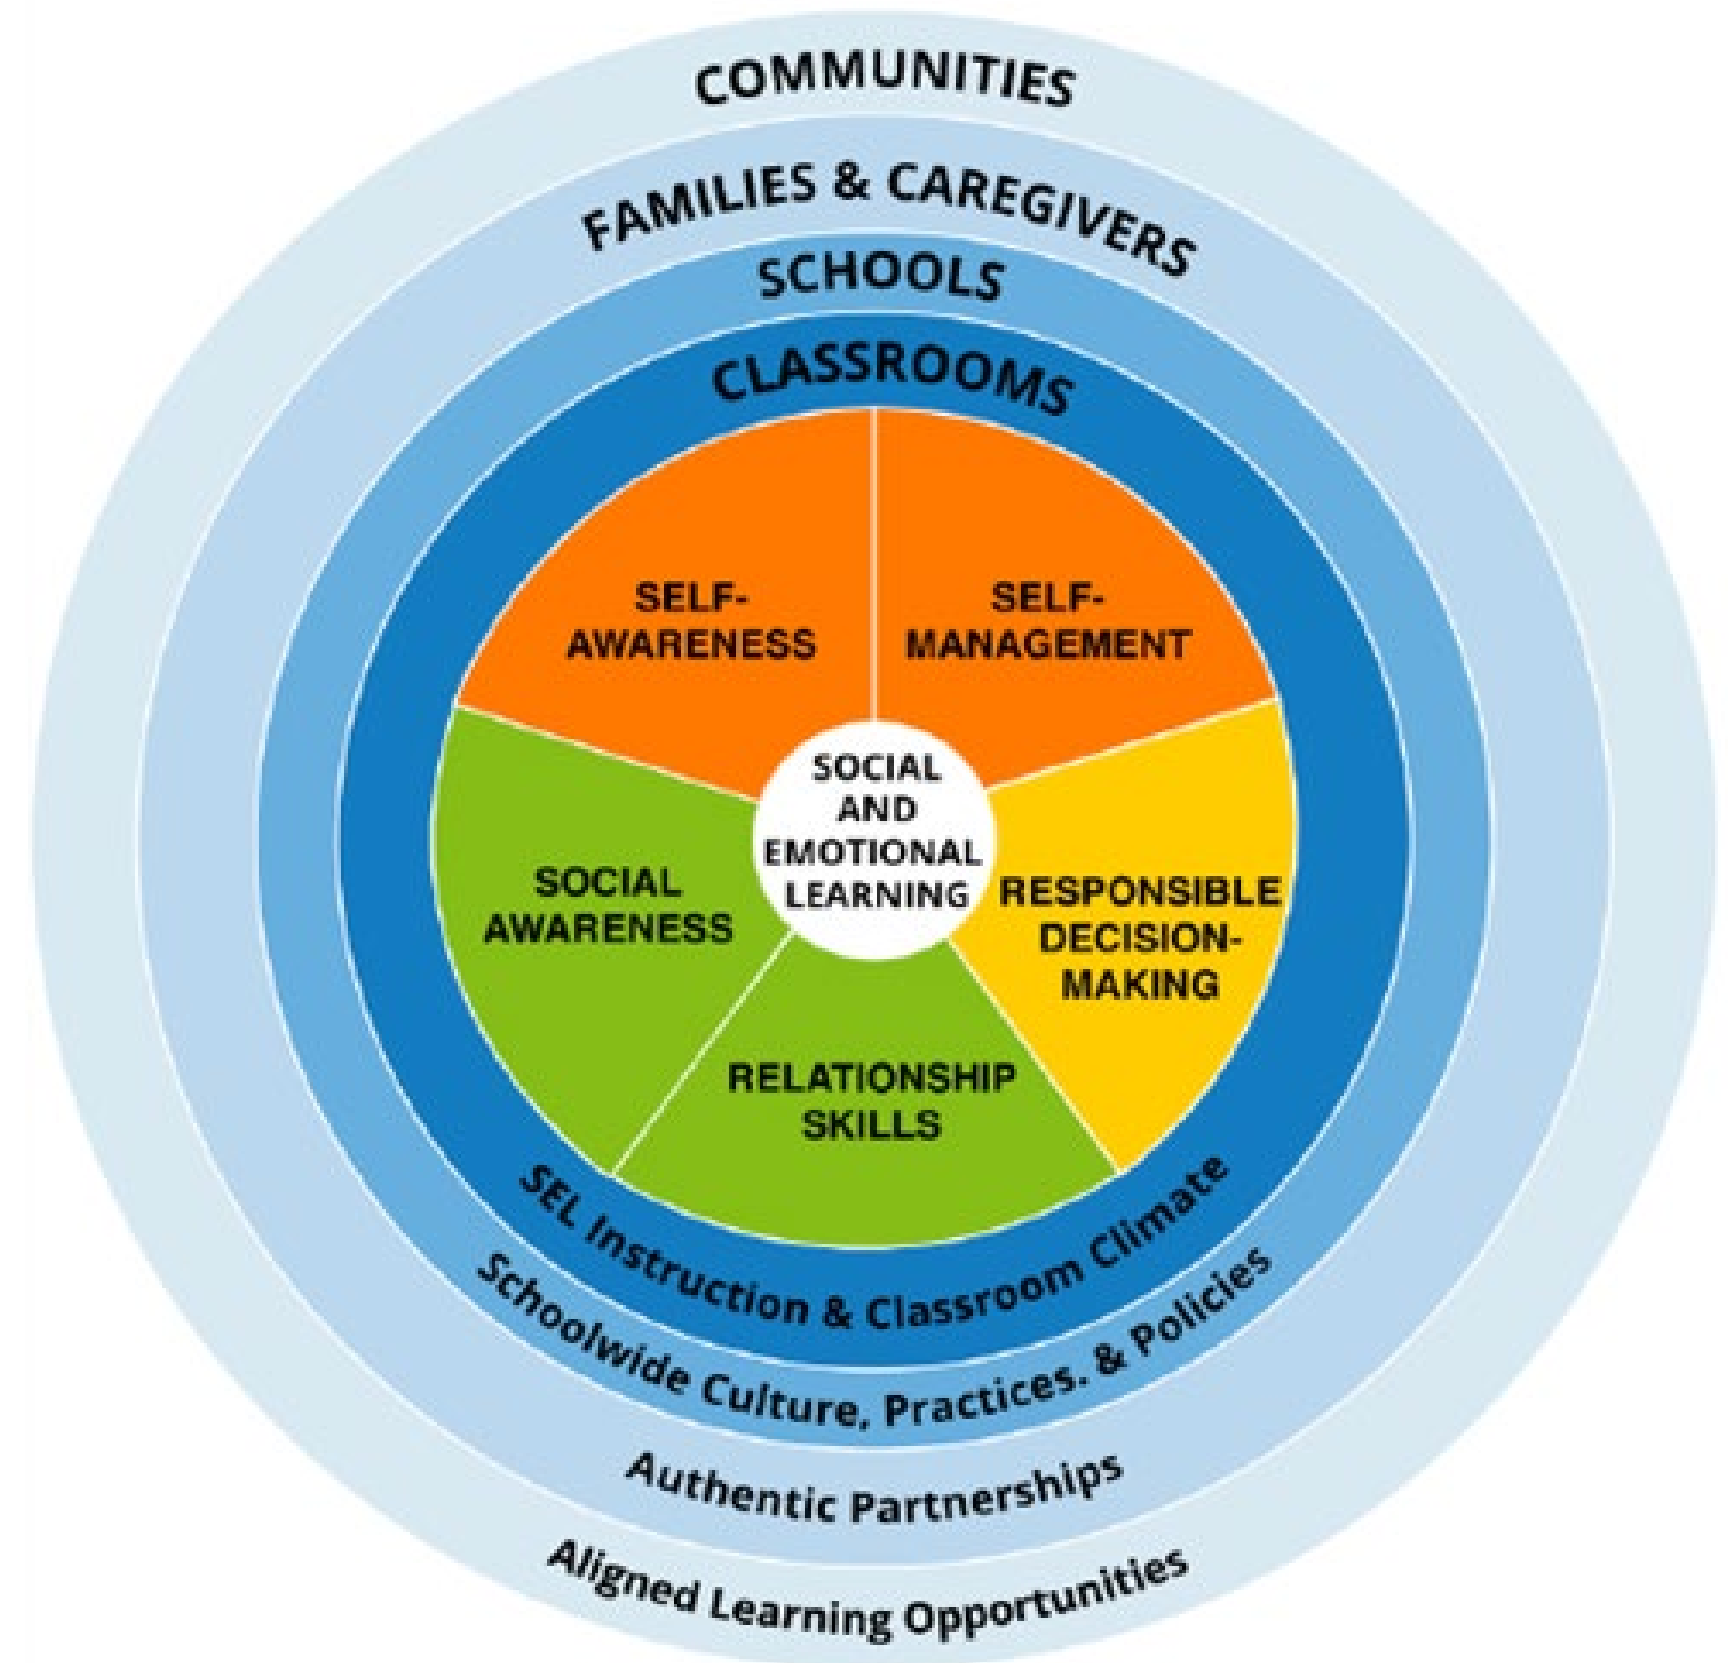 COMMUNITIES
FAMILIES & CAREGIVERS
SCHOOLS
CLASSROOMS
SELF-
AWARENESS
SELF-
MANAGEMENT
SOCIAL
AND
EMOTIONAL
LEARNING
SOCIAL
AWARENESS
RESPONSIBLE
DECISION-
MAKING
RELATIONSHIP
SKILLS
SEL Instruction & Classroom Climate
Schoolwide Culture, Practices. & Policies
Authentic Partnerships
Aligned Learning Opportunities